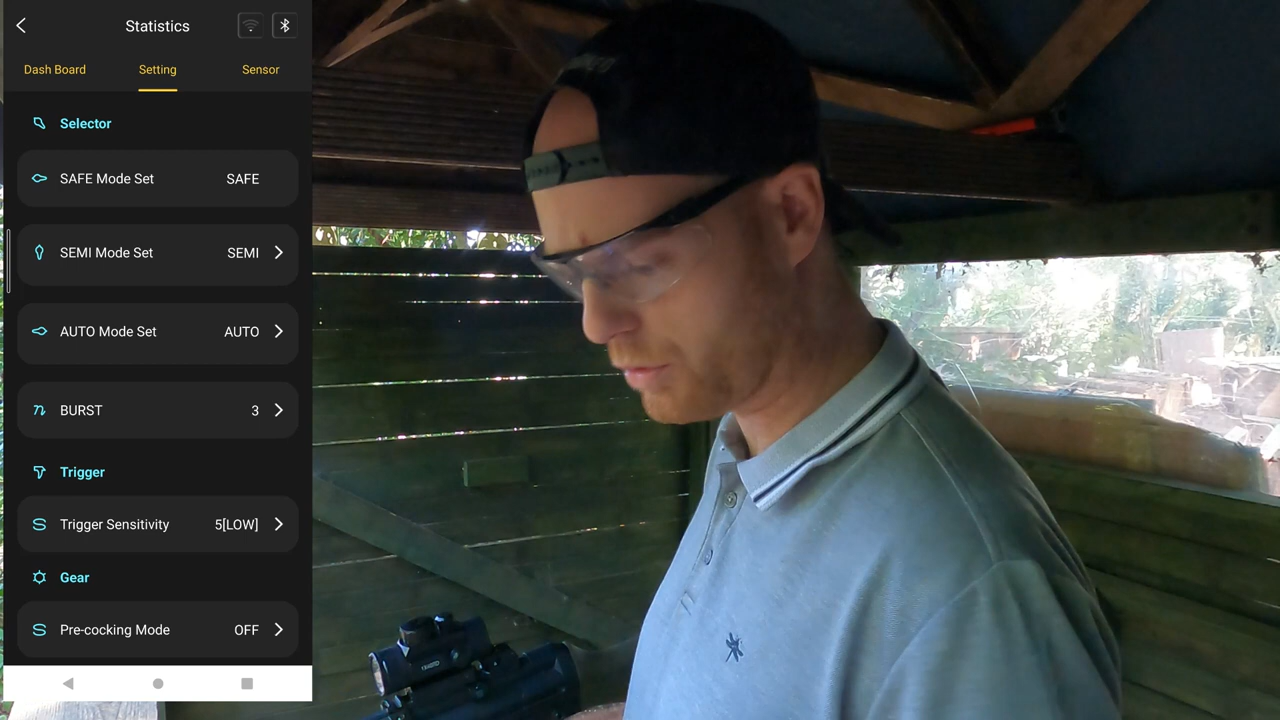 Statistics
Dash Board Setting Sensor
Selector
SAFE Mode Set SAFE
SEMI Mode Set SEMI
AUTO Mode Set AUTO
BURST 3
Trigger
Trigger Sensitivity 5[LOW]
Gear
Pre-cocking Mode OFF